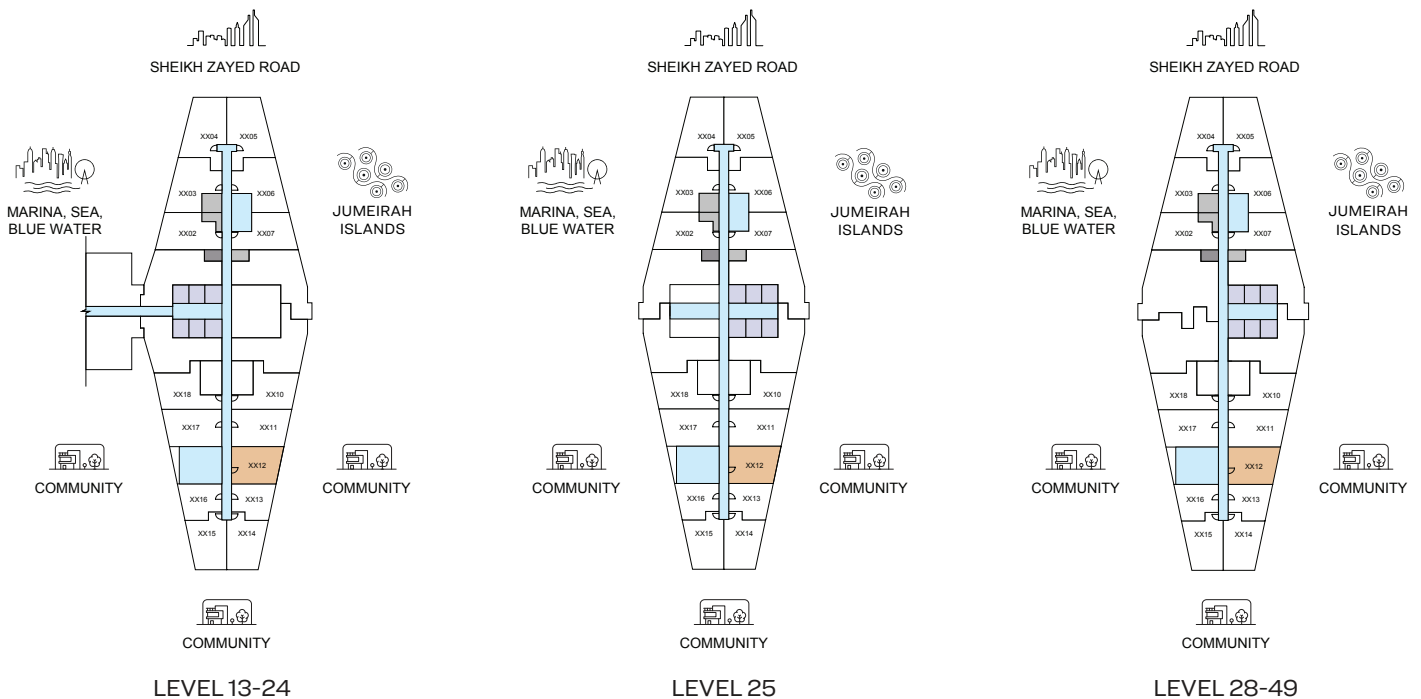 SHEIKH ZAYED ROAD
XX04 XX05
MARINA, SEA,
BLUE WATER
JUMEIRAH
ISLANDS
XX03 XX06
XX02 XX07
XX18 XX10
XX17 XX11
XX12
COMMUNITY
COMMUNITY
XX16 XX13
XX15 XX14
COMMUNITY
LEVEL 13-24
SHEIKH ZAYED ROAD
XX04 XX05
MARINA, SEA,
BLUE WATER
JUMEIRAH
ISLANDS
XX03 XX06
XX02 XX07
XX18 XX10
XX17 XX11
XX12
COMMUNITY
COMMUNITY
XX16 XX13
XX15 XX14
COMMUNITY
LEVEL 25
SHEIKH ZAYED ROAD
XX04 XX05
MARINA, SEA,
BLUE WATER
JUMEIRAH
ISLANDS
XX03 XX06
XX02 XX07
XX18 XX10
XX17 XX11
XX12
COMMUNITY
COMMUNITY
XX16 XX13
XX15 XX14
COMMUNITY
LEVEL 28-49